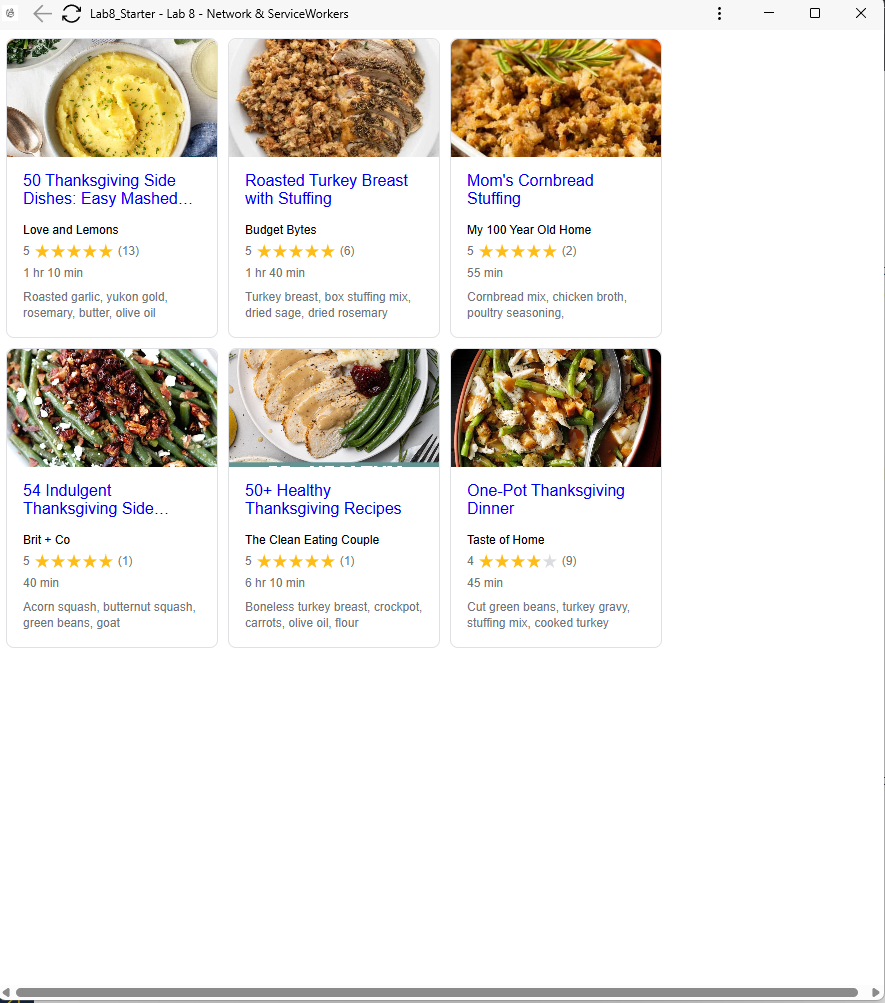 Lab8_Starter - Lab 8 - Network & ServiceWorkers
50 Thanksgiving Side
Dishes: Easy Mashed…
Love and Lemons
5 (13)
1 hr 10 min
Roasted garlic, yukon gold,
rosemary, butter, olive oil
Roasted Turkey Breast
with Stuffing
Budget Bytes
5 (6)
1 hr 40 min
Turkey breast, box stuffing mix,
dried sage, dried rosemary
Mom's Cornbread
Stuffing
My 100 Year Old Home
5 (2)
55 min
Cornbread mix, chicken broth,
poultry seasoning,
54 Indulgent
Thanksgiving Side…
Brit + Co
5 (1)
40 min
Acorn squash, butternut squash,
green beans, goat
50+ Healthy
Thanksgiving Recipes
The Clean Eating Couple
5 (1)
6 hr 10 min
Boneless turkey breast, crockpot,
carrots, olive oil, flour
One-Pot Thanksgiving
Dinner
Taste of Home
4 (9)
45 min
Cut green beans, turkey gravy,
stuffing mix, cooked turkey